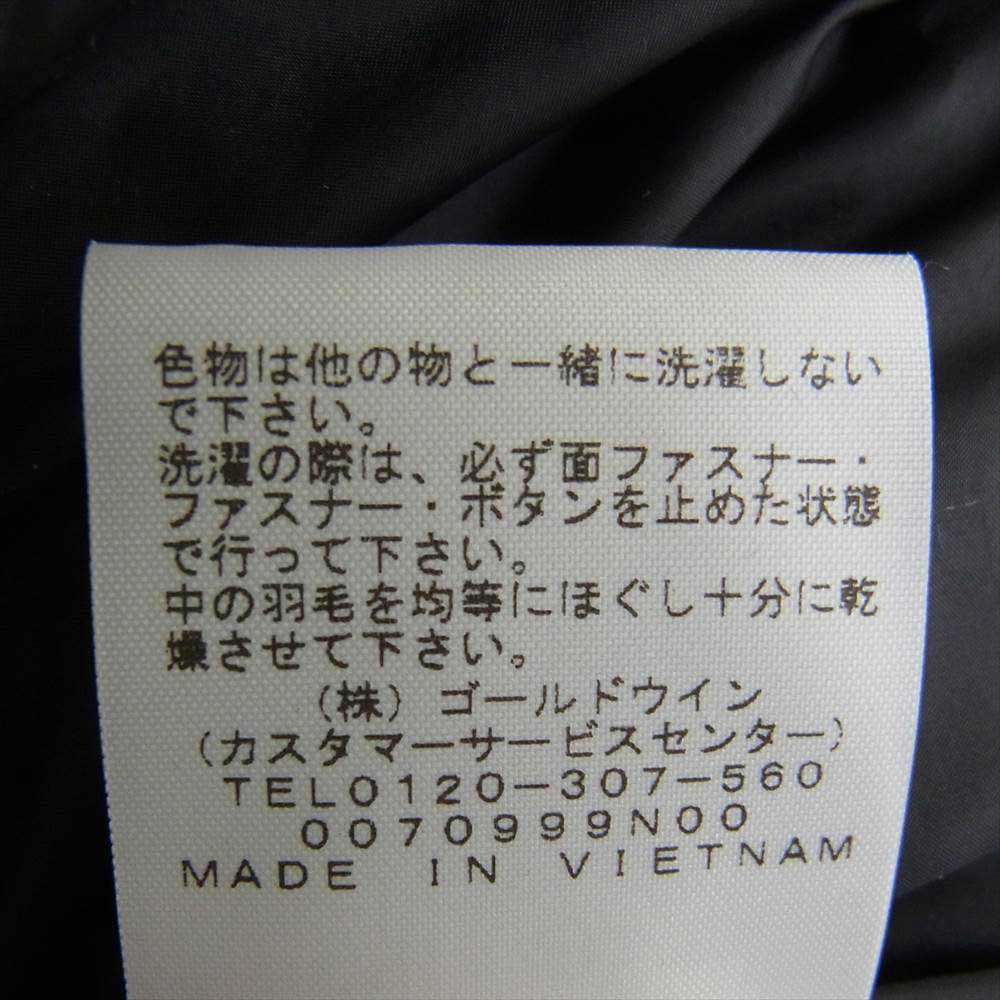 色物は他の物と一緒に洗濯しない
で下さい。
洗濯の際は、必ず面ファスナー・
ファスナー・ボタンを止めた状態
で行って下さい。
中の羽毛を均等にほぐし十分に乾
燥させて下さい。
(株)ゴールドウイン
(カスタマーサービスセンター)
TEL0120-307-560
0070999N00
MADE IN VIETNAM